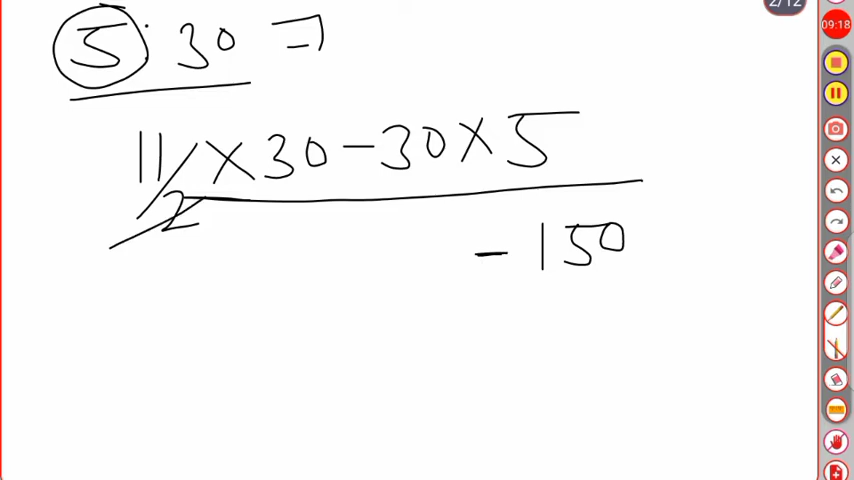 2/12
09:18
5:30 =)
11/2 × 30 - 30 × 5
- 150